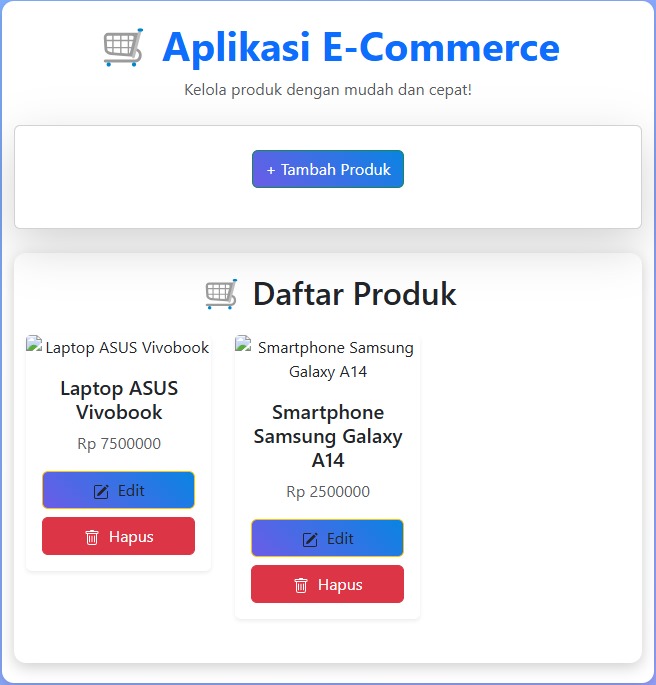 Aplikasi E-Commerce
Kelola produk dengan mudah dan cepat!
+ Tambah Produk
Daftar Produk
Laptop ASUS Vivobook
Laptop ASUS
Vivobook
Rp 7500000
Edit
Hapus
Smartphone Samsung
Galaxy A14
Smartphone
Samsung Galaxy
A14
Rp 2500000
Edit
Hapus